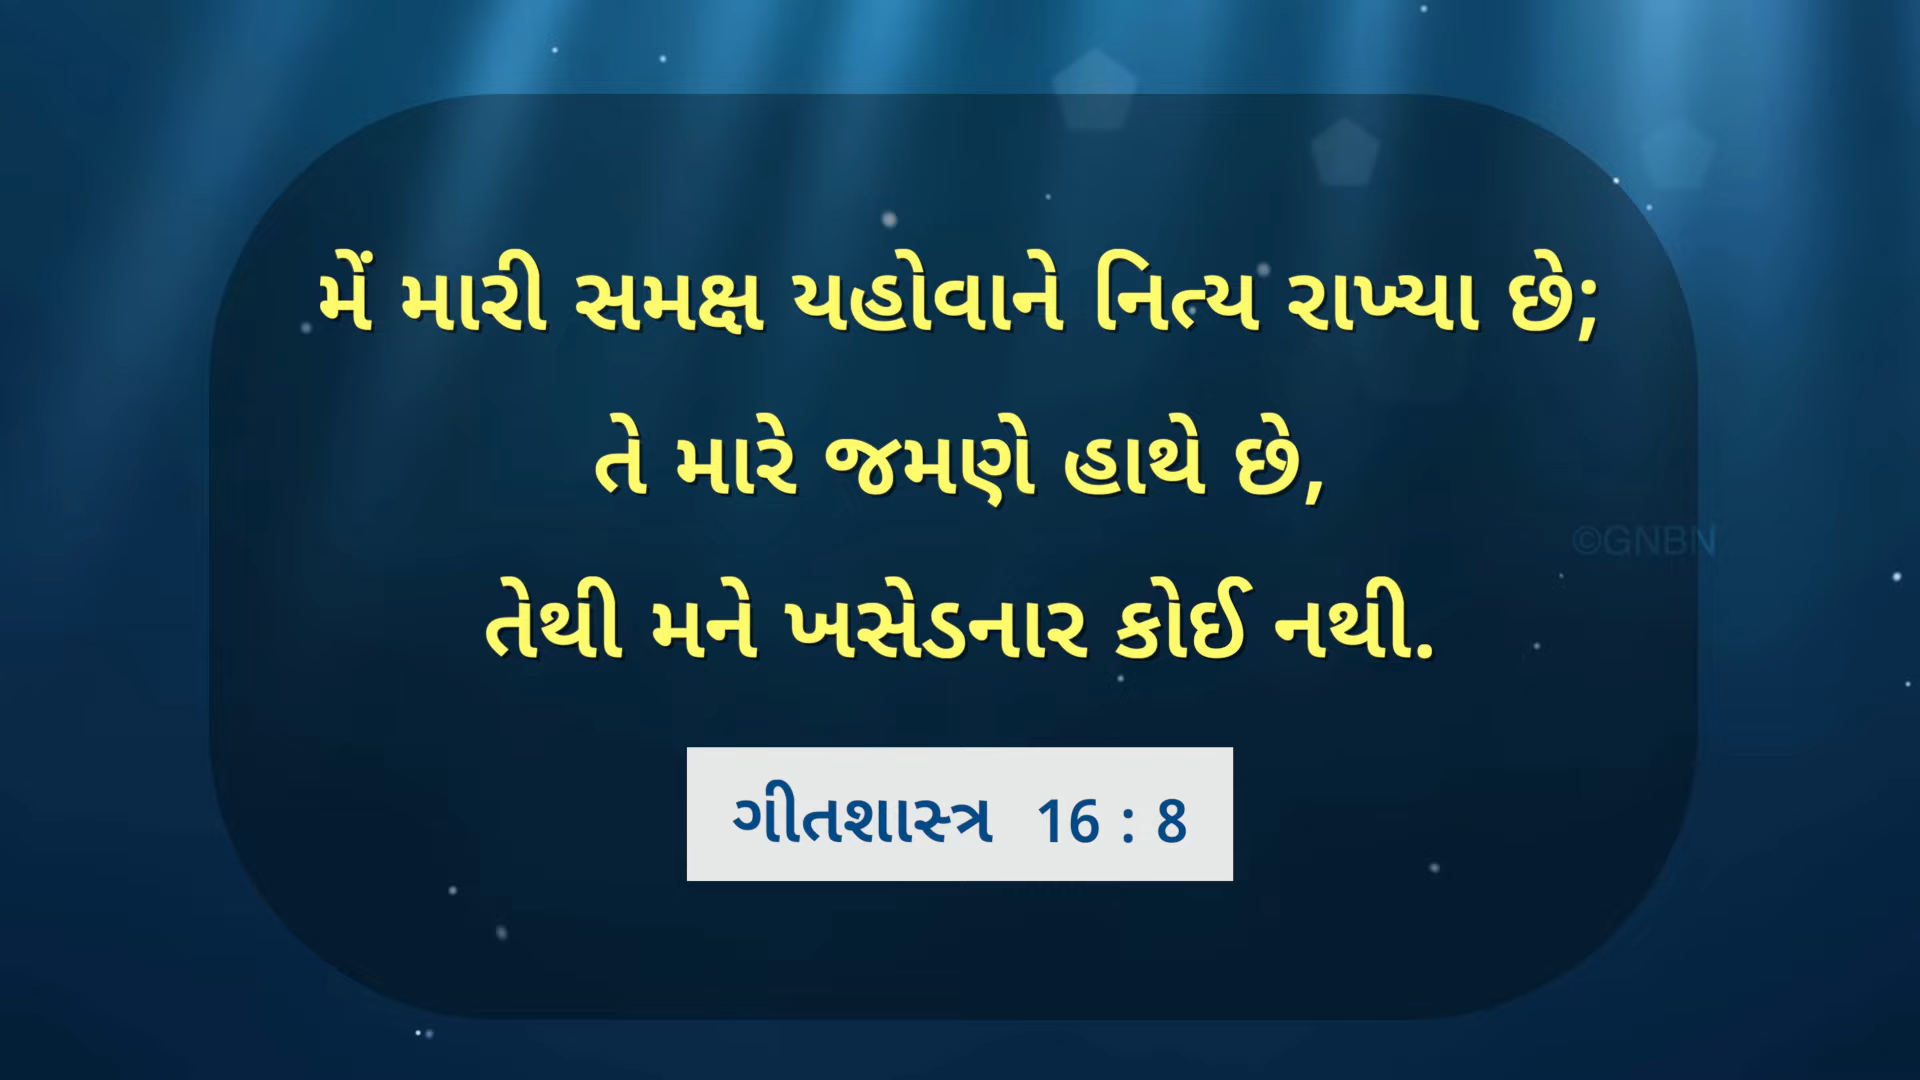 મેં મારી સમક્ષ યહોવાને નિત્ય રાખ્યા છે;
તે મારે જમણે હાથે છે,
©GNBN
તેથી મને ખસેડનાર કોઈ નથી.
ગીતશાસ્ત્ર 16 : 8